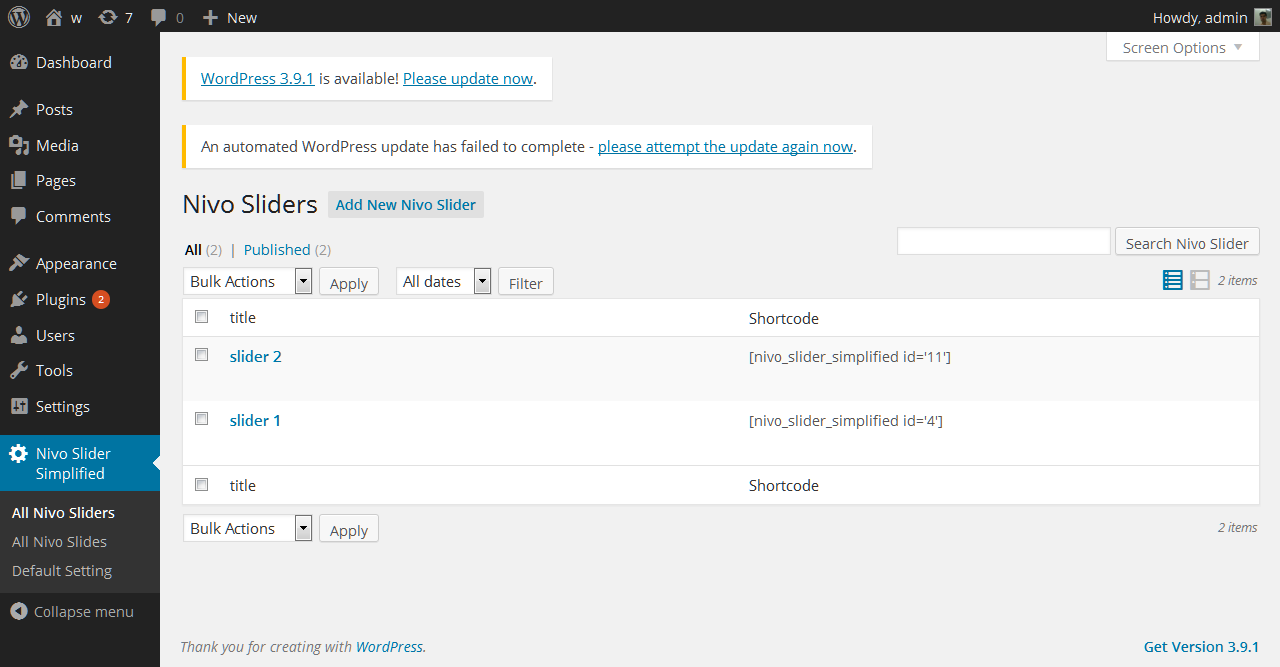 w 7 0 New Howdy, admin
Screen Options
Dashboard
Posts
Media
Pages
Comments
Appearance
Plugins 2
Users
Tools
Settings
Nivo Slider
Simplified
All Nivo Sliders
All Nivo Slides
Default Setting
Collapse menu
WordPress 3.9.1 is available! Please update now.
An automated WordPress update has failed to complete - please attempt the update again now.
Nivo Sliders Add New Nivo Slider
All (2) | Published (2)
Search Nivo Slider
Bulk Actions Apply All dates Filter 2 items
title Shortcode
slider 2 [nivo_slider_simplified id='11']
slider 1 [nivo_slider_simplified id='4']
title Shortcode
Bulk Actions Apply 2 items
Thank you for creating with WordPress. Get Version 3.9.1